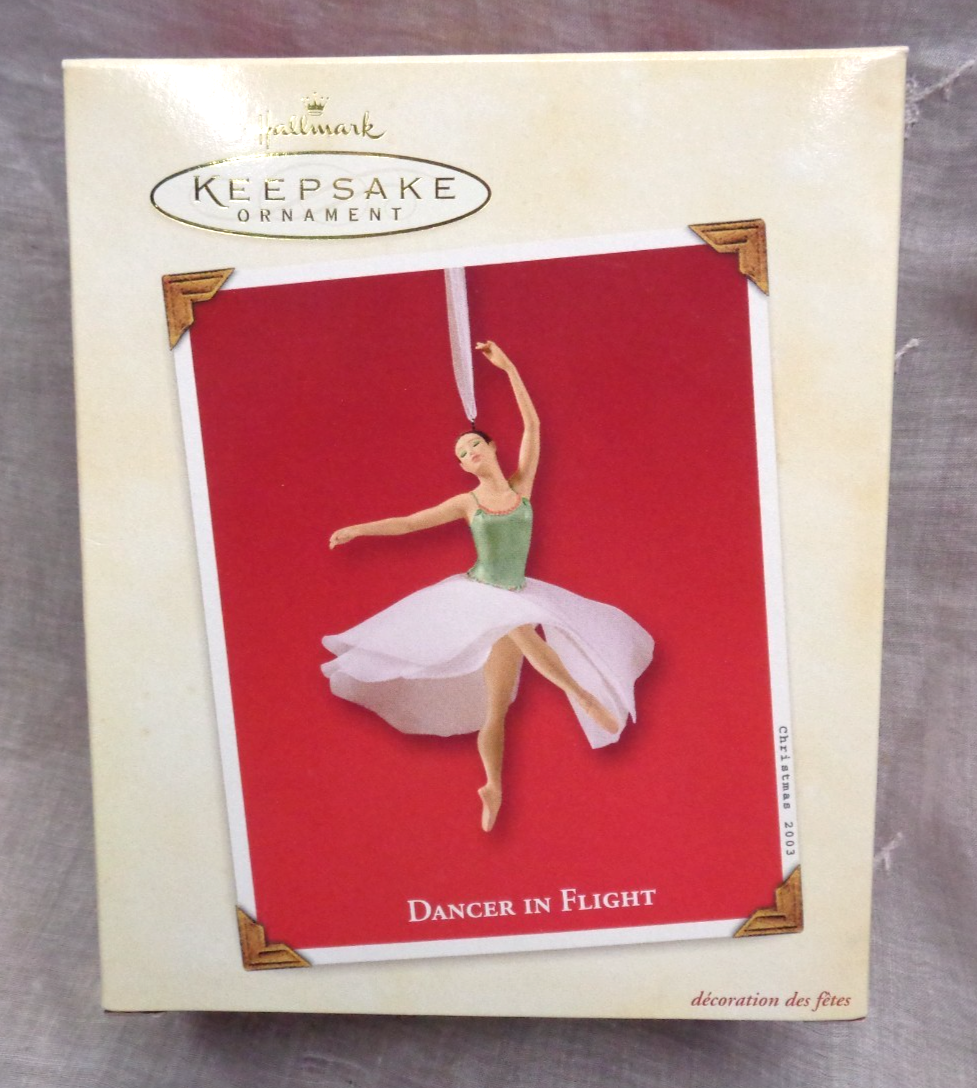 Hallmark
KEEPSAKE
ORNAMENT
Christmas 2003
DANCER IN FLIGHT
décoration des fêtes